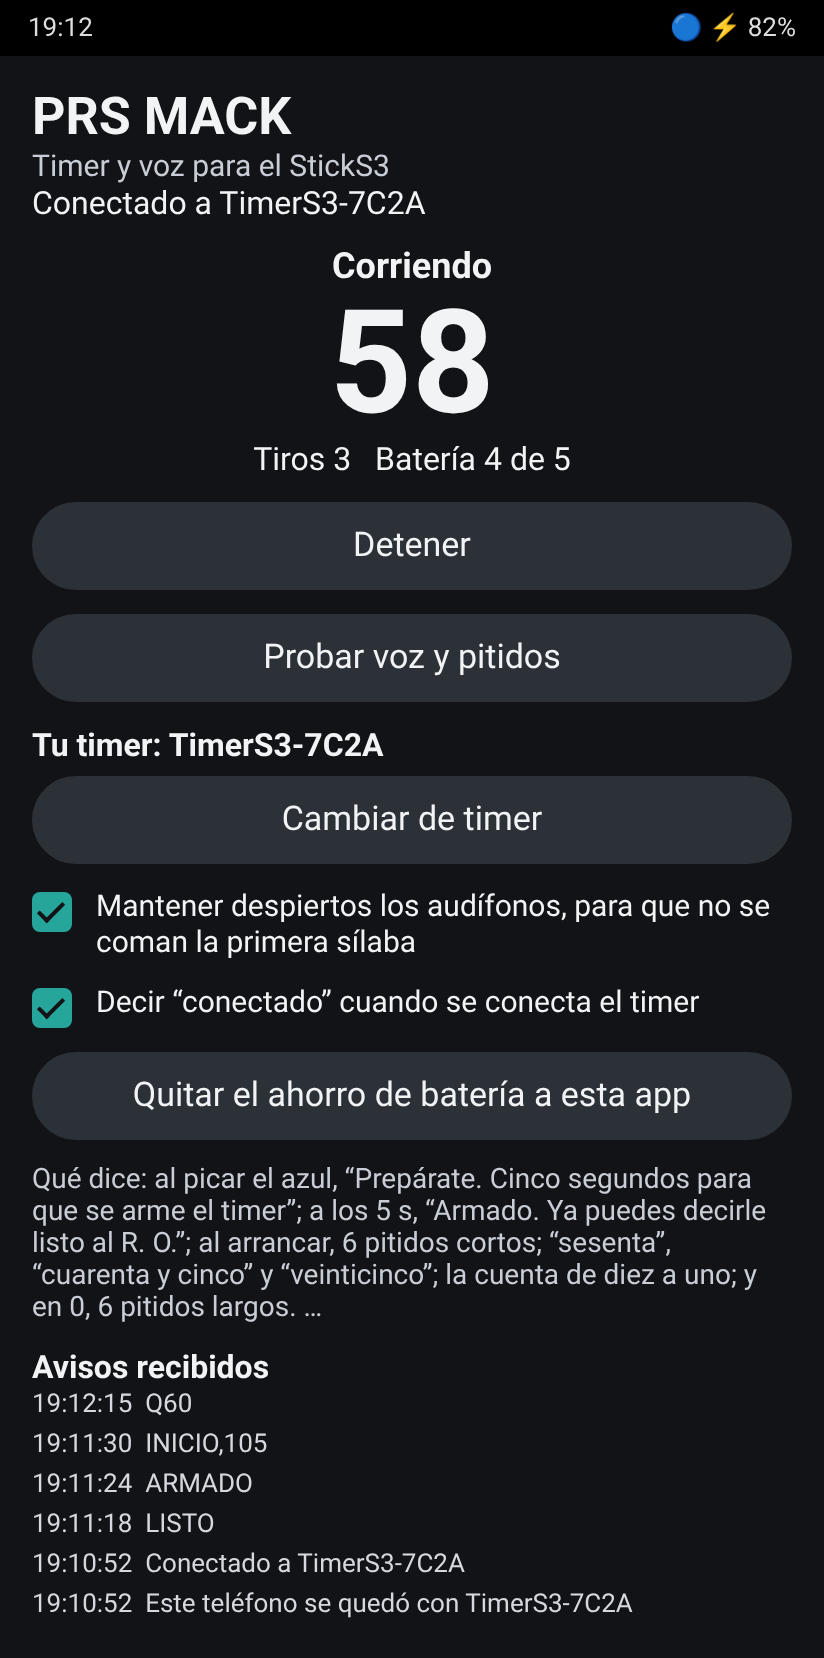 19:12
82%
PRS MACK
Timer y voz para el StickS3
Conectado a TimerS3-7C2A
Corriendo
58
Tiros 3 Batería 4 de 5
Detener
Probar voz y pitidos
Tu timer: TimerS3-7C2A
Cambiar de timer
Mantener despiertos los audífonos, para que no se
coman la primera sílaba
Decir “conectado” cuando se conecta el timer
Quitar el ahorro de batería a esta app
Qué dice: al picar el azul, “Prepárate. Cinco segundos para
que se arme el timer”; a los 5 s, “Armado. Ya puedes decirle
listo al R. O.”; al arrancar, 6 pitidos cortos; “sesenta”,
“cuarenta y cinco” y “veinticinco”; la cuenta de diez a uno; y
en 0, 6 pitidos largos. …
Avisos recibidos
19:12:15 Q60
19:11:30 INICIO,105
19:11:24 ARMADO
19:11:18 LISTO
19:10:52 Conectado a TimerS3-7C2A
19:10:52 Este teléfono se quedó con TimerS3-7C2A